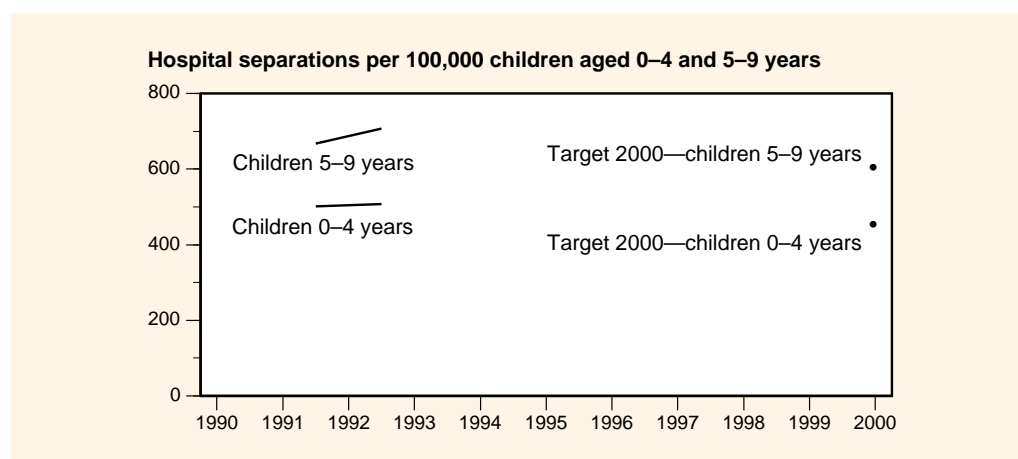 Hospital separations per 100,000 children aged 0–4 and 5–9 years
800
600
400
200
0
Children 5–9 years
Children 0–4 years
Target 2000—children 5–9 years
Target 2000—children 0–4 years
1990 1991 1992 1993 1994 1995 1996 1997 1998 1999 2000